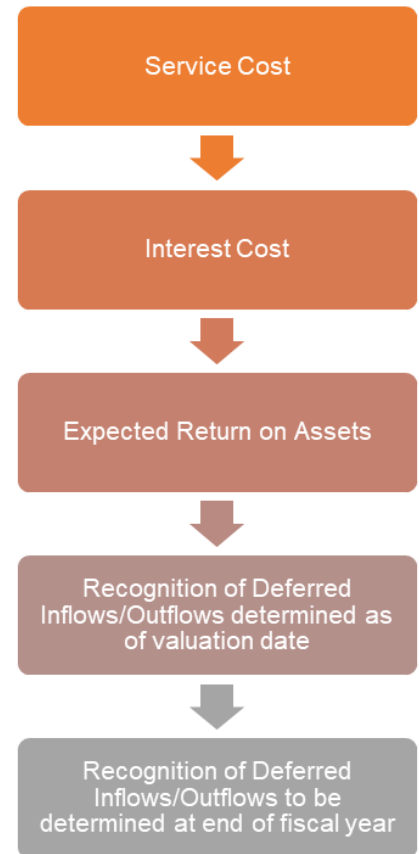 Service Cost
Interest Cost
Expected Return on Assets
Recognition of Deferred
Inflows/Outflows determined as
of valuation date
Recognition of Deferred
Inflows/Outflows to be
determined at end of fiscal year